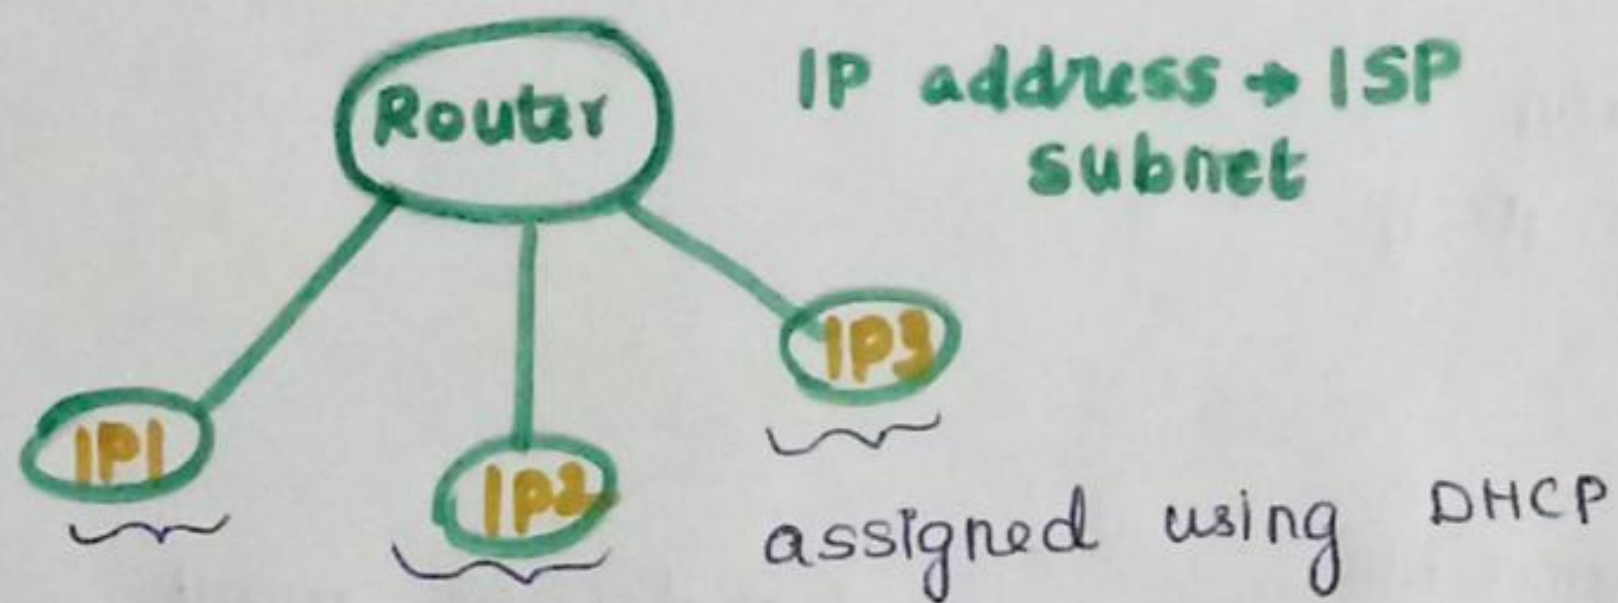 Router
IP address → ISP
subnet
IP1
IP2
IP3
assigned using DHCP